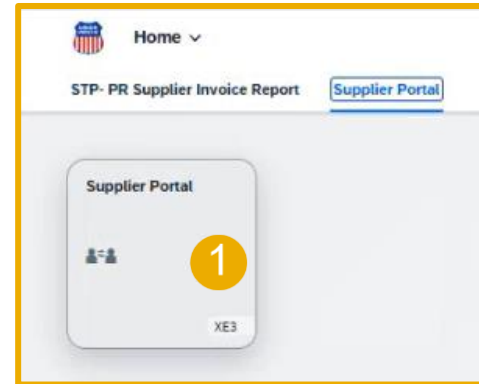 Home
STP- PR Supplier Invoice Report Supplier Portal
Supplier Portal
1
XE3